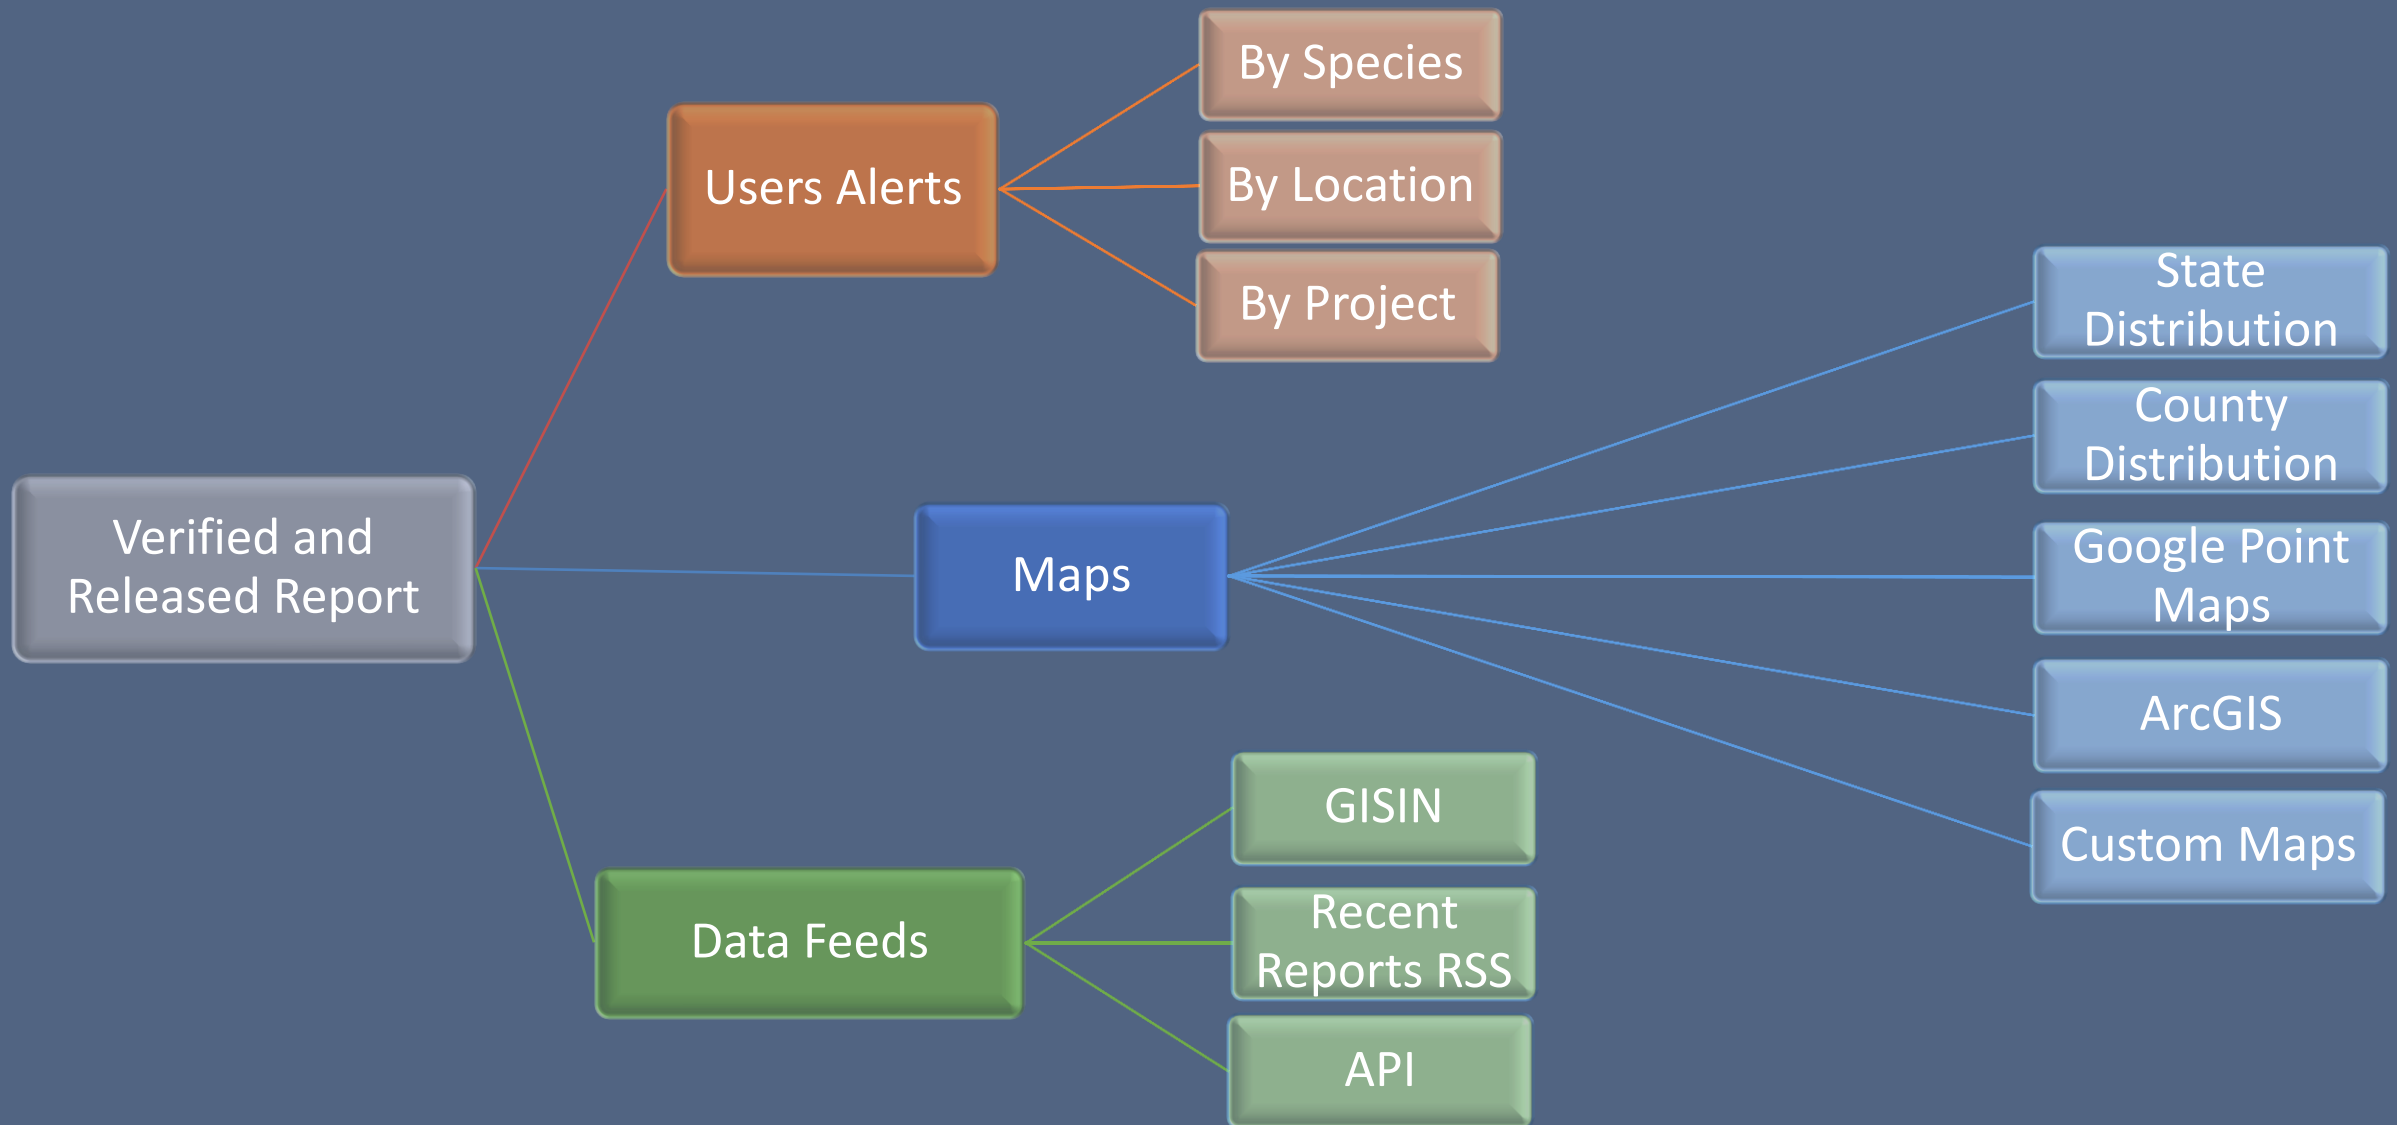 Verified and
Released Report
Users Alerts
By Species
By Location
By Project
Maps
State
Distribution
County
Distribution
Google Point
Maps
ArcGIS
Custom Maps
Data Feeds
GISIN
Recent
Reports RSS
API